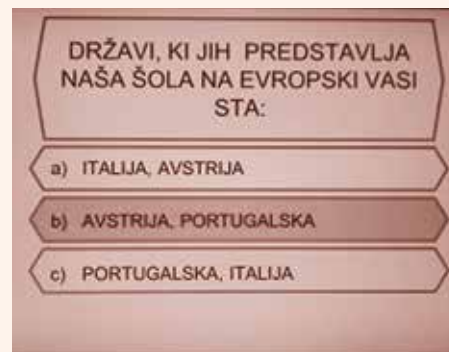 DRŽAVI, KI JIH PREDSTAVLJA
NAŠA ŠOLA NA EVROPSKI VASI
STA:
a) ITALIJA, AVSTRIJA
b) AVSTRIJA, PORTUGALSKA
c) PORTUGALSKA, ITALIJA